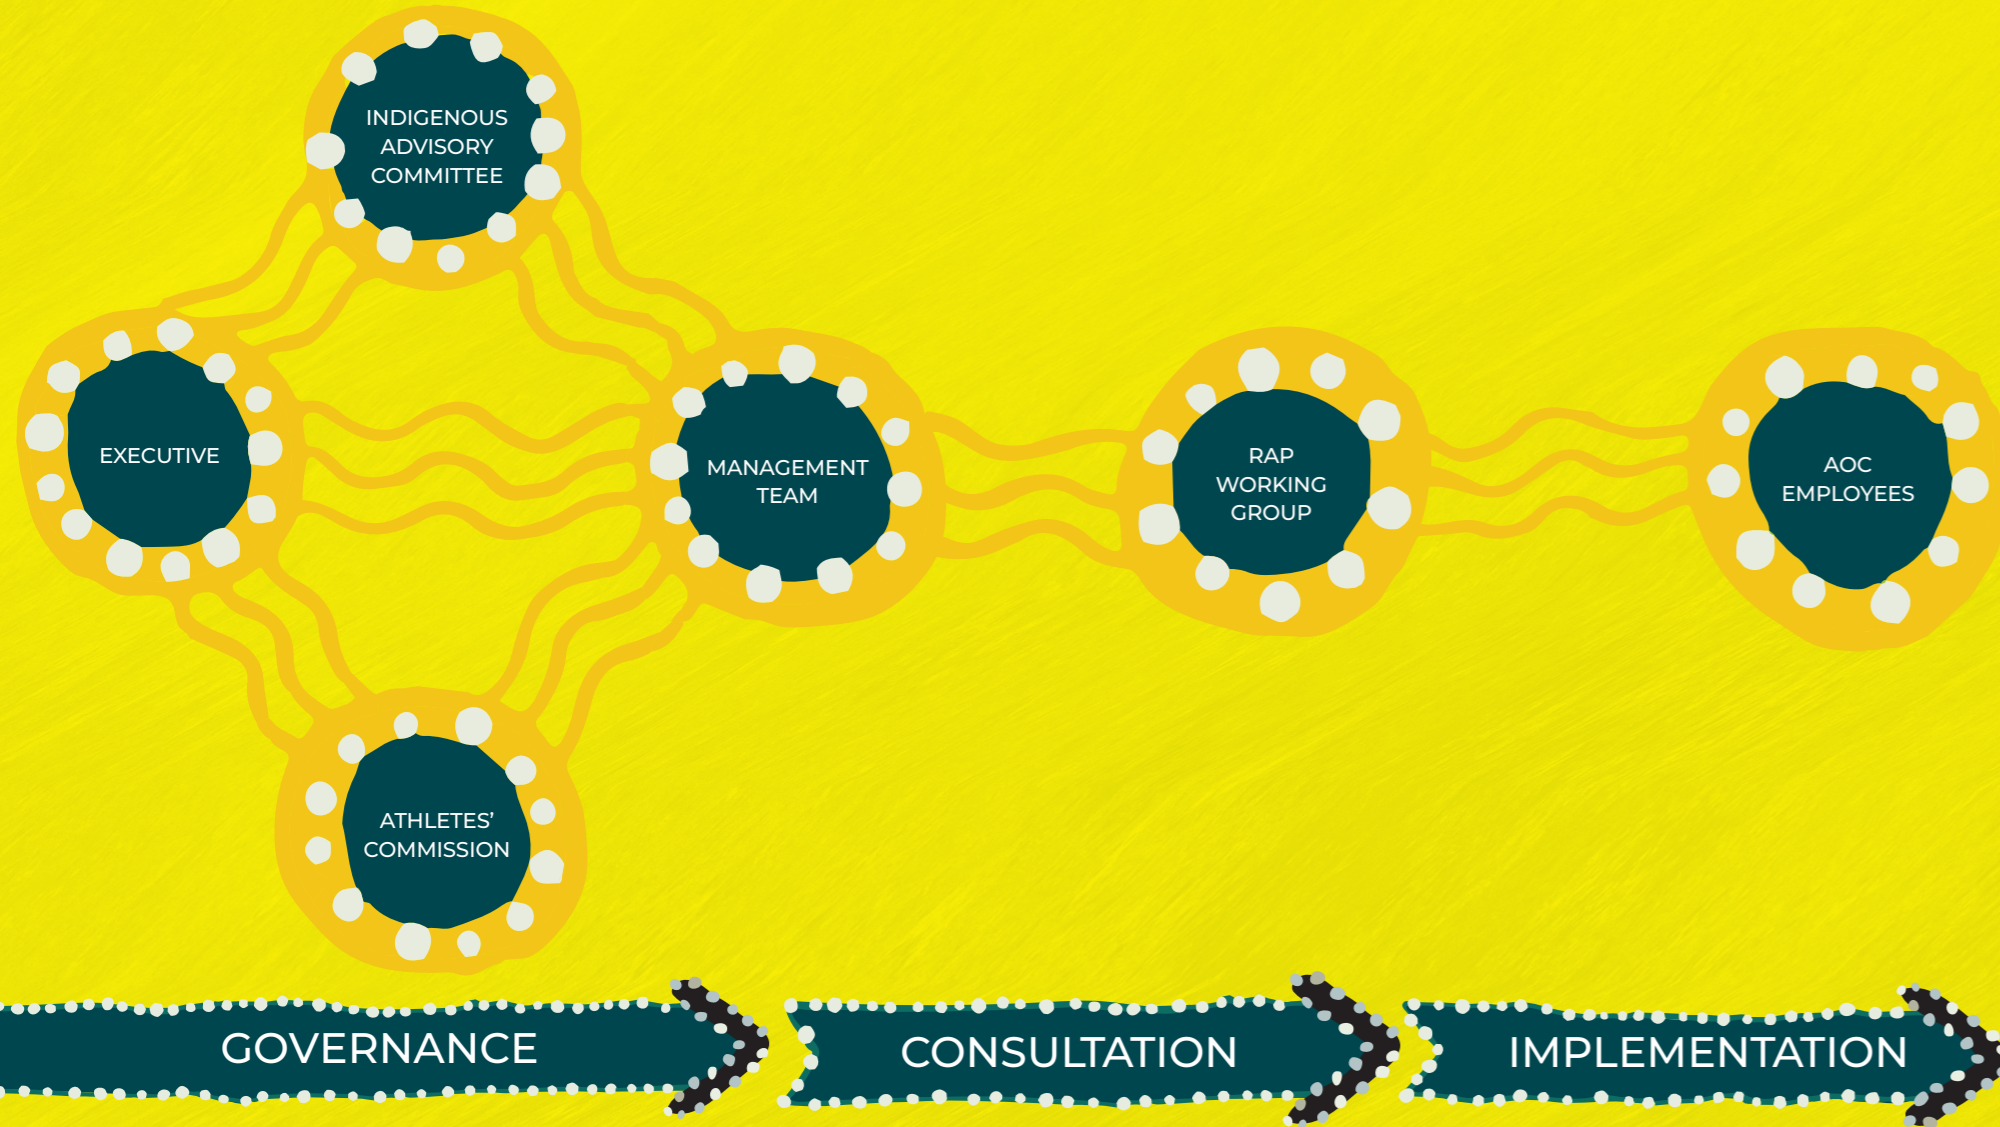 INDIGENOUS
ADVISORY
COMMITTEE
EXECUTIVE
MANAGEMENT
TEAM
RAP
WORKING
GROUP
AOC
EMPLOYEES
ATHLETES’
COMMISSION
GOVERNANCE
CONSULTATION
IMPLEMENTATION